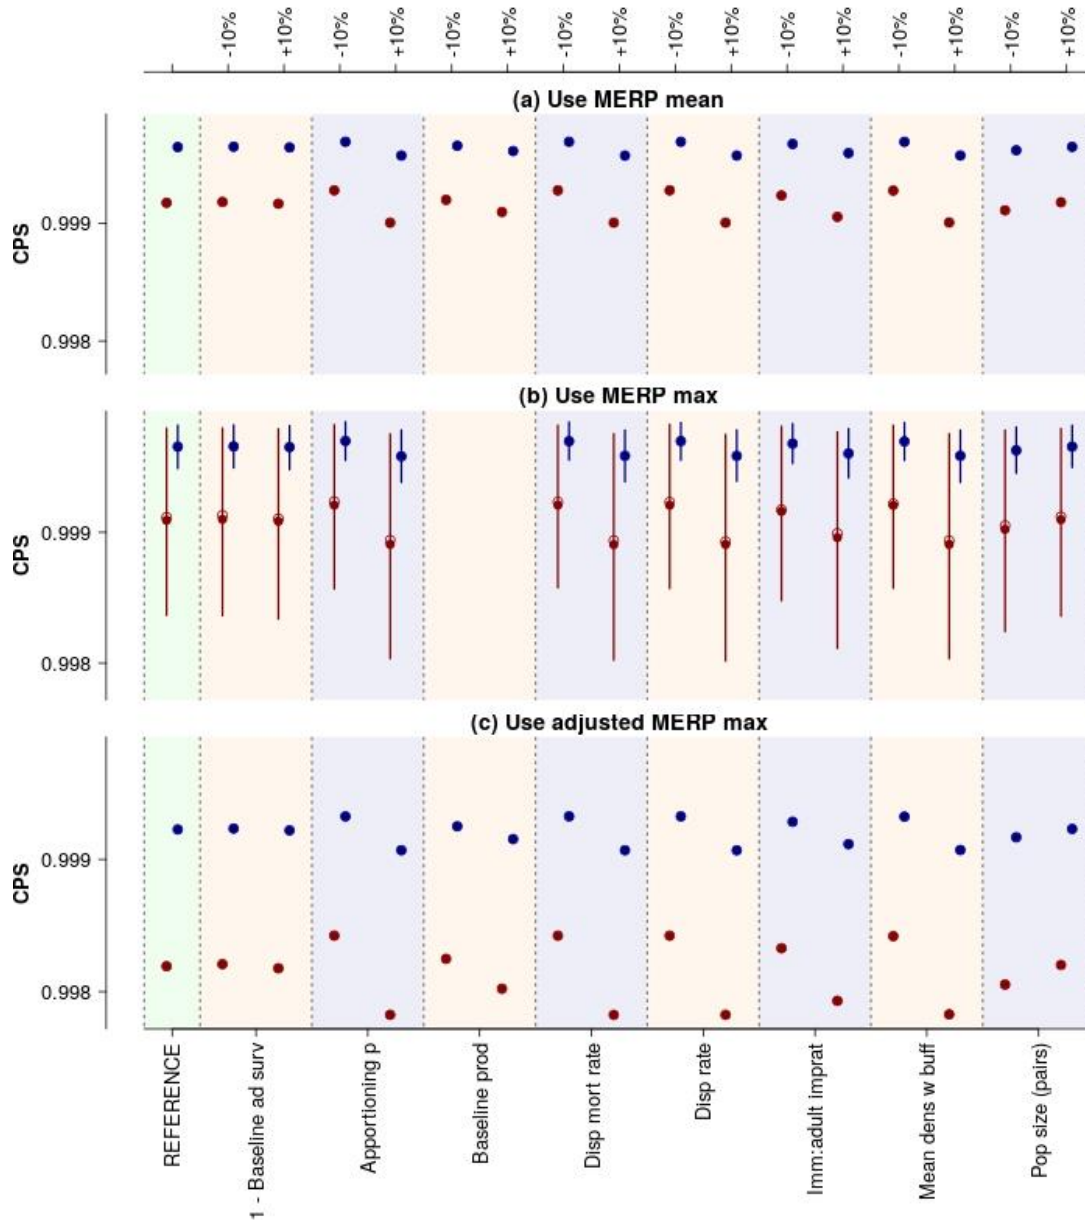 -10% +10% -10% +10% -10% +10% -10% +10% -10% +10% -10% +10% -10% +10% -10% +10%
(a) Use MERP mean
CPS
0.999
0.998
(b) Use MERP max
CPS
0.999
0.998
(c) Use adjusted MERP max
CPS
0.999
0.998
REFERENCE
1 - Baseline ad surv
Apportioning p
Baseline prod
Disp mort rate
Disp rate
Imm:adult imprat
Mean dens w buff
Pop size (pairs)